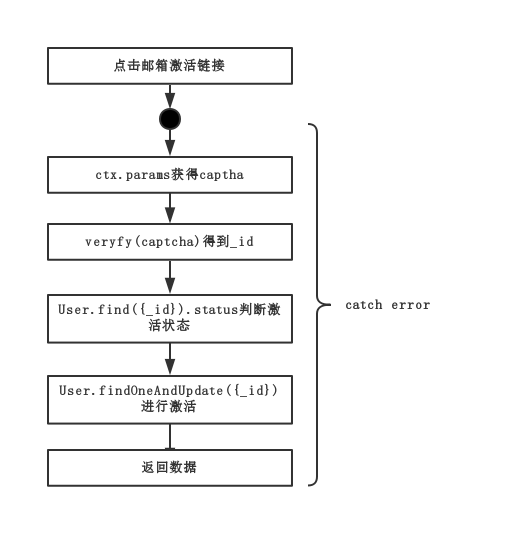 点击邮箱激活链接
ctx.params获得captha
veryfy(captcha)得到_id
User.find({_id}).status判断激
活状态
catch error
User.findOneAndUpdate({_id})
进行激活
返回数据